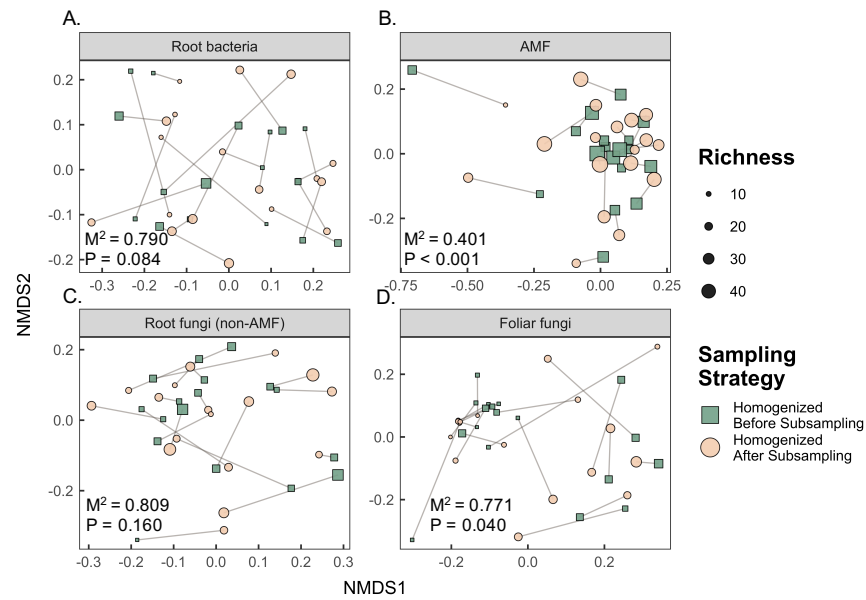 A.
B.
Root bacteria
AMF
0.2
0.1
0.0
-0.1
-0.2
0.2
0.0
-0.2
M² = 0.790
P = 0.084
M² = 0.401
P < 0.001
-0.3 -0.2 -0.1 0.0 0.1 0.2
-0.75 -0.50 -0.25 0.00 0.25
C.
D.
Root fungi (non-AMF)
Foliar fungi
0.2
0.0
-0.2
0.2
0.0
-0.2
M² = 0.809
P = 0.160
M² = 0.771
P = 0.040
-0.3 -0.2 -0.1 0.0 0.1 0.2 0.3
-0.2 0.0 0.2
NMDS2
NMDS1
Richness
10
20
30
40
Sampling
Strategy
Homogenized
Before Subsampling
Homogenized
After Subsampling